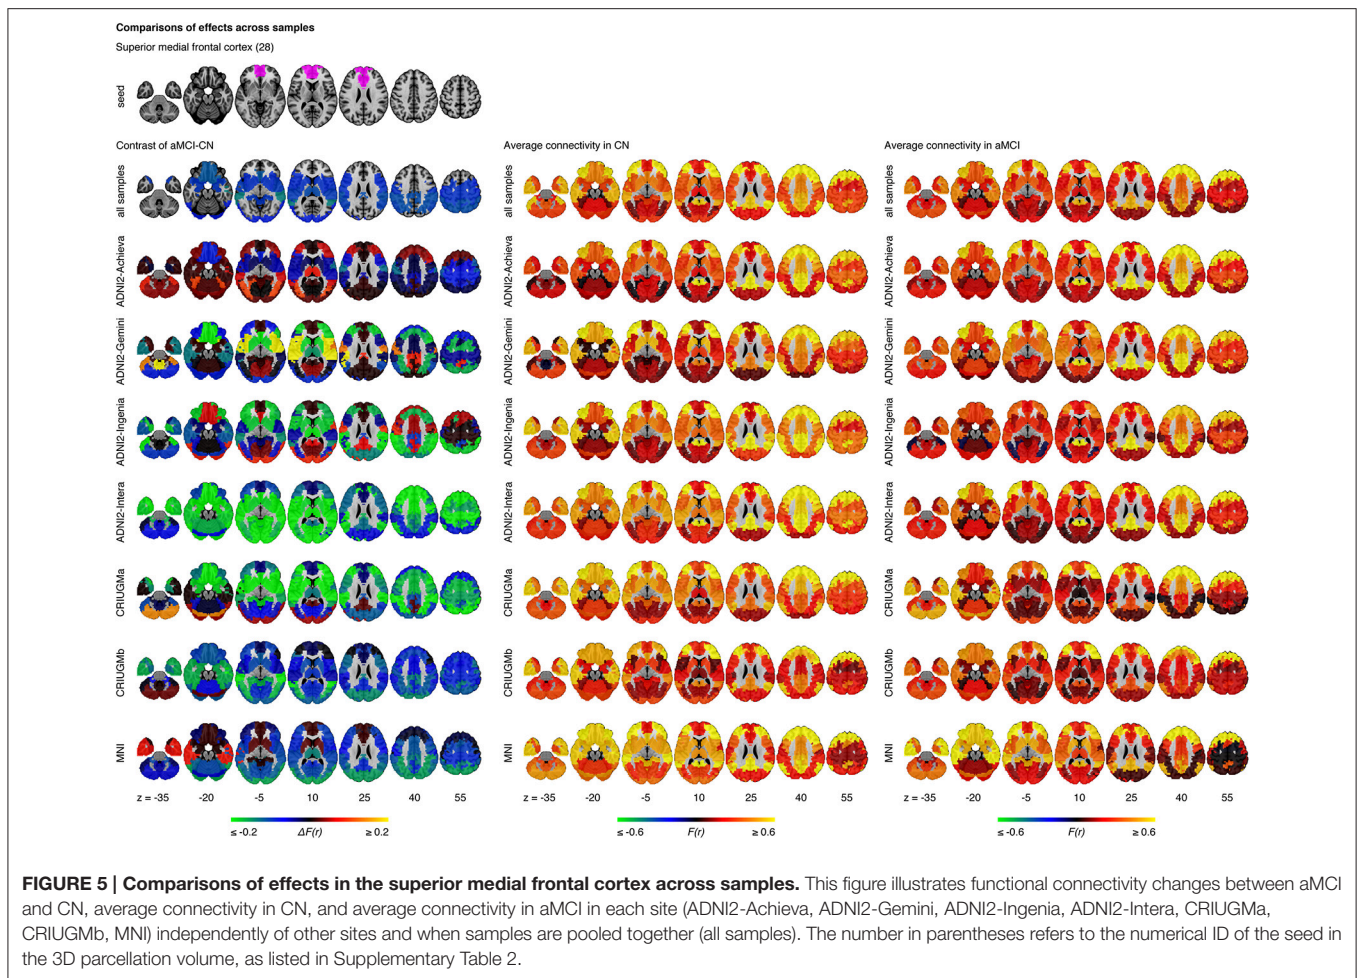 Comparisons of effects across samples
Superior medial frontal cortex (28)
seed
Contrast of aMCI-CN
Average connectivity in CN
Average connectivity in aMCI
all samples
all samples
all samples
ADNI2-Achieva
ADNI2-Achieva
ADNI2-Achieva
ADNI2-Gemini
ADNI2-Gemini
ADNI2-Gemini
ADNI2-Ingenia
ADNI2-Ingenia
ADNI2-Ingenia
ADNI2-Intera
ADNI2-Intera
ADNI2-Intera
CRIUGMa
CRIUGMa
CRIUGMa
CRIUGMb
CRIUGMb
CRIUGMb
MNI
MNI
MNI
z = -35 -20 -5 10 25 40 55
z = -35 -20 -5 10 25 40 55
z = -35 -20 -5 10 25 40 55
≤ -0.2 ΔF(r) ≥ 0.2
≤ -0.6 F(r) ≥ 0.6
≤ -0.6 F(r) ≥ 0.6
FIGURE 5 | Comparisons of effects in the superior medial frontal cortex across samples. This figure illustrates functional connectivity changes between aMCI
and CN, average connectivity in CN, and average connectivity in aMCI in each site (ADNI2-Achieva, ADNI2-Gemini, ADNI2-Ingenia, ADNI2-Intera, CRIUGMa,
CRIUGMb, MNI) independently of other sites and when samples are pooled together (all samples). The number in parentheses refers to the numerical ID of the seed in
the 3D parcellation volume, as listed in Supplementary Table 2.